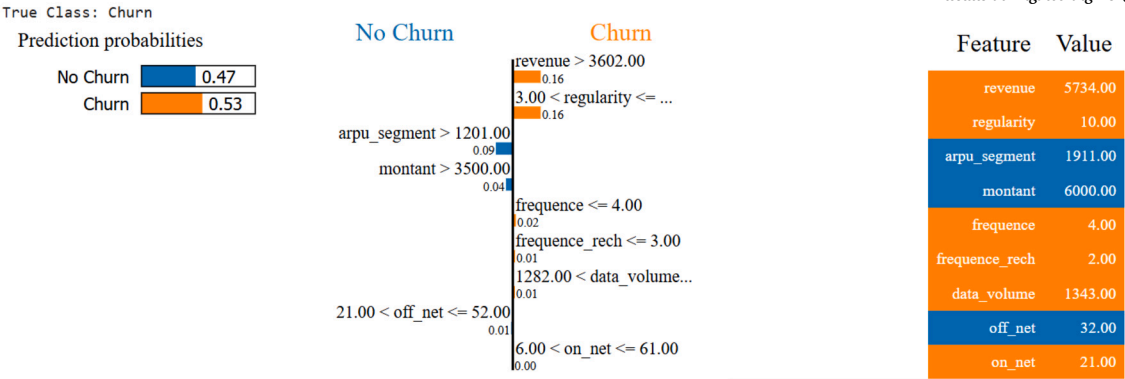 True Class: Churn
Prediction probabilities
No Churn 0.47
Churn 0.53
No Churn Churn
revenue > 3602.00
0.16
3.00 < regularity <= ...
0.16
arpu_segment > 1201.00
0.09
montant > 3500.00
0.04
frequence <= 4.00
0.02
frequence_rech <= 3.00
0.01
1282.00 < data_volume...
0.01
21.00 < off_net <= 52.00
0.01
6.00 < on_net <= 61.00
0.00
Feature Value
revenue 5734.00
regularity 10.00
arpu_segment 1911.00
montant 6000.00
frequence 4.00
frequence_rech 2.00
data_volume 1343.00
off_net 32.00
on_net 21.00